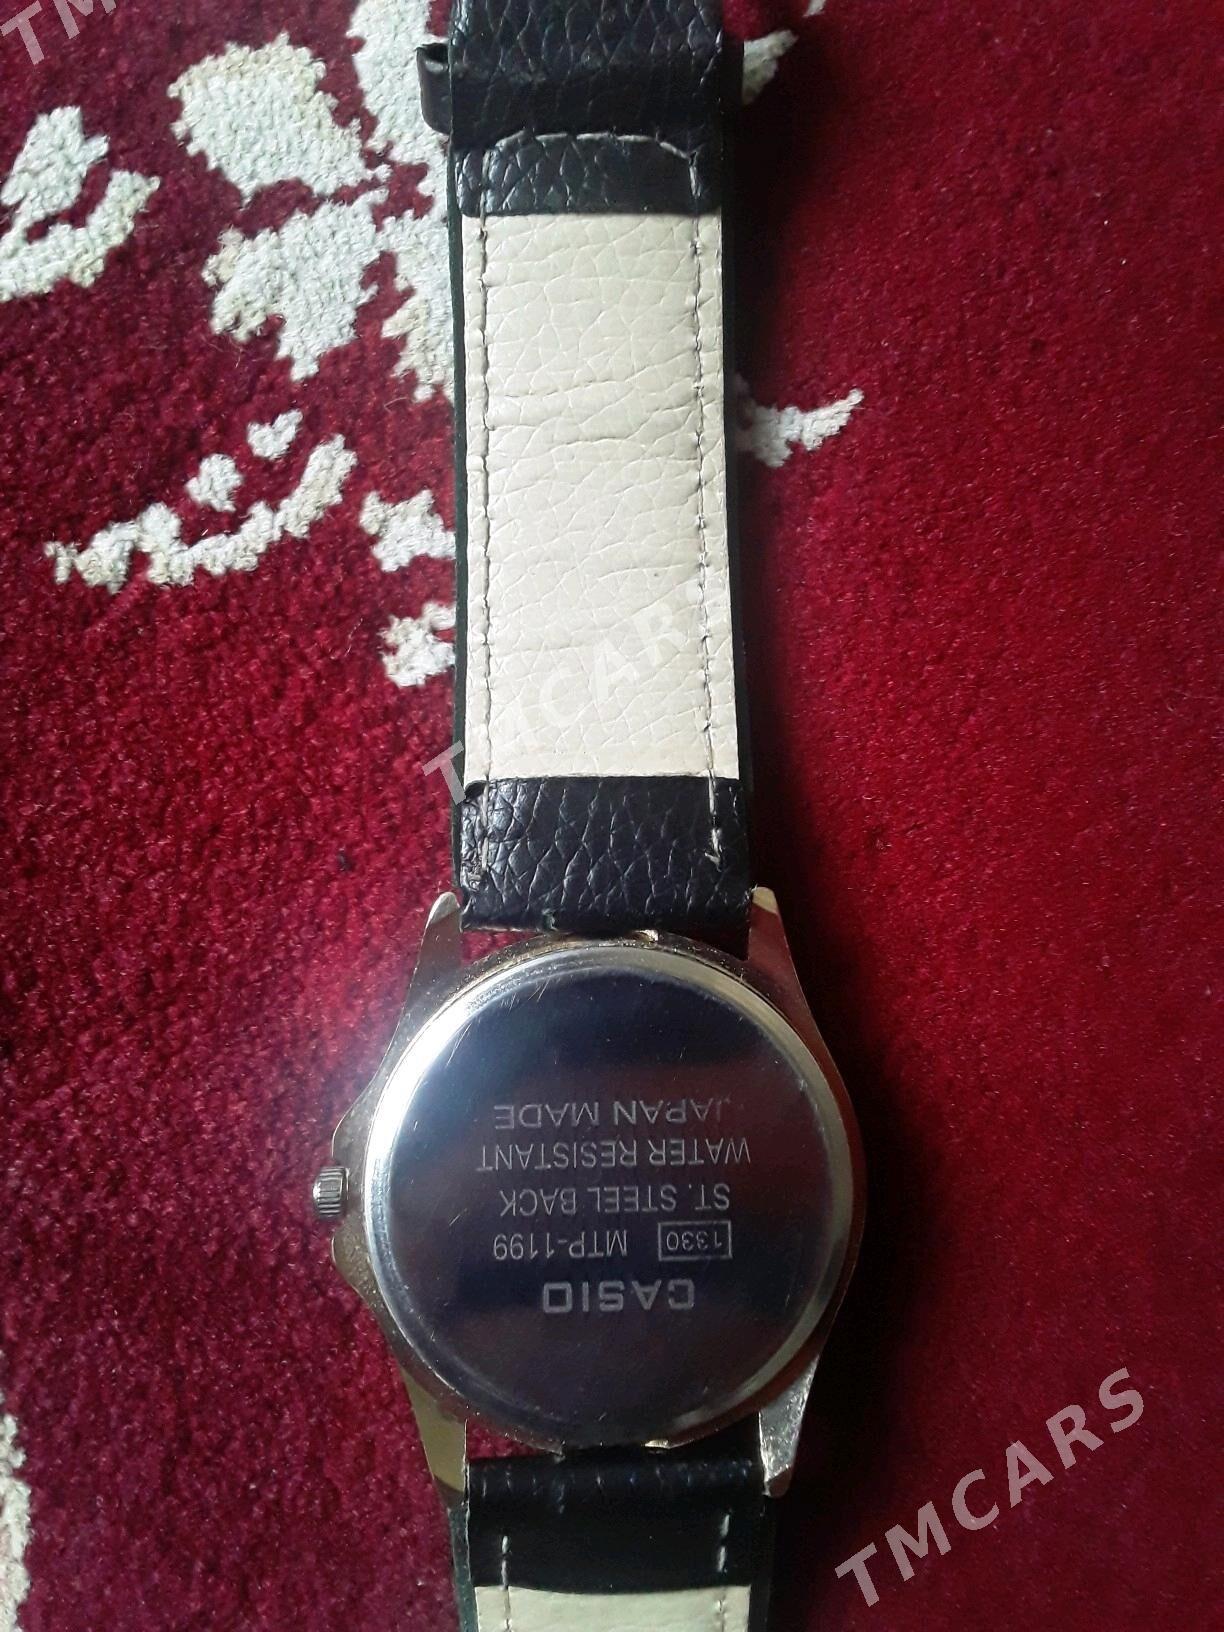 CASIO
1330 MTP-1199
ST. STEEL BACK
WATER RESISTANT
JAPAN MADE
TMCARS
TMCARS